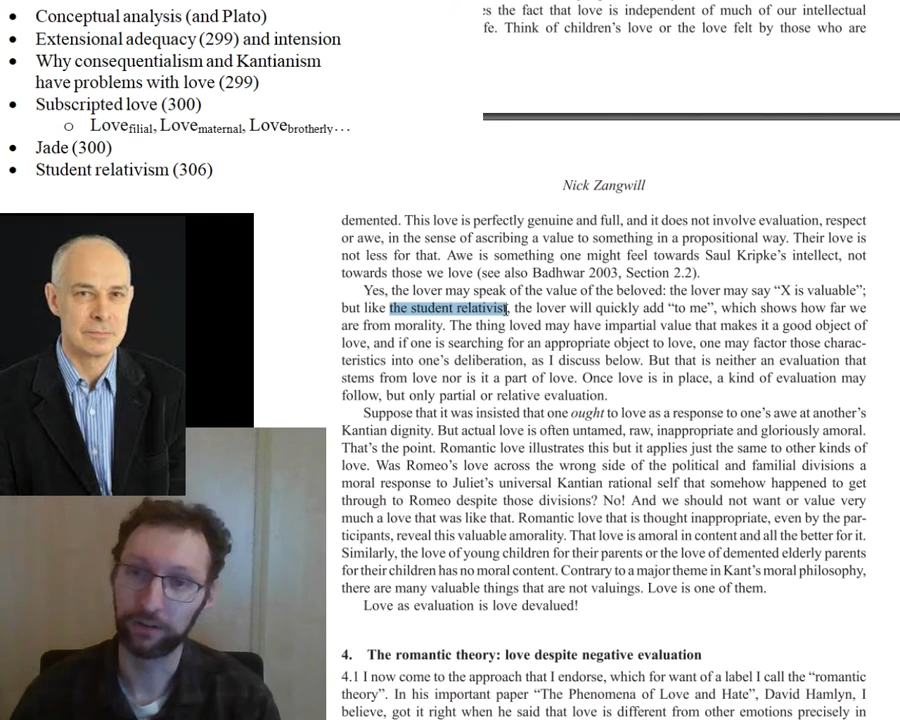 • Conceptual analysis (and Plato)
• Extensional adequacy (299) and intension
• Why consequentialism and Kantianism
have problems with love (299)
• Subscripted love (300)
o Lovefilial, Lovematernal, Lovebrotherly…
• Jade (300)
• Student relativism (306)
s the fact that love is independent of much of our intellectual
fe. Think of children’s love or the love felt by those who are
Nick Zangwill
demented. This love is perfectly genuine and full, and it does not involve evaluation, respect
or awe, in the sense of ascribing a value to something in a propositional way. Their love is
not less for that. Awe is something one might feel towards Saul Kripke’s intellect, not
towards those we love (see also Badhwar 2003, Section 2.2).
Yes, the lover may speak of the value of the beloved: the lover may say “X is valuable”;
but like the student relativist, the lover will quickly add “to me”, which shows how far we
are from morality. The thing loved may have impartial value that makes it a good object of
love, and if one is searching for an appropriate object to love, one may factor those charac-
teristics into one’s deliberation, as I discuss below. But that is neither an evaluation that
stems from love nor is it a part of love. Once love is in place, a kind of evaluation may
follow, but only partial or relative evaluation.
Suppose that it was insisted that one ought to love as a response to one’s awe at another’s
Kantian dignity. But actual love is often untamed, raw, inappropriate and gloriously amoral.
That’s the point. Romantic love illustrates this but it applies just the same to other kinds of
love. Was Romeo’s love across the wrong side of the political and familial divisions a
moral response to Juliet’s universal Kantian rational self that somehow happened to get
through to Romeo despite those divisions? No! And we should not want or value very
much a love that was like that. Romantic love that is thought inappropriate, even by the par-
ticipants, reveal this valuable amorality. That love is amoral in content and all the better for it.
Similarly, the love of young children for their parents or the love of demented elderly parents
for their children has no moral content. Contrary to a major theme in Kant’s moral philosophy,
there are many valuable things that are not valuings. Love is one of them.
Love as evaluation is love devalued!
4. The romantic theory: love despite negative evaluation
4.1 I now come to the approach that I endorse, which for want of a label I call the “romantic
theory”. In his important paper “The Phenomena of Love and Hate”, David Hamlyn, I
believe, got it right when he said that love is different from other emotions precisely in